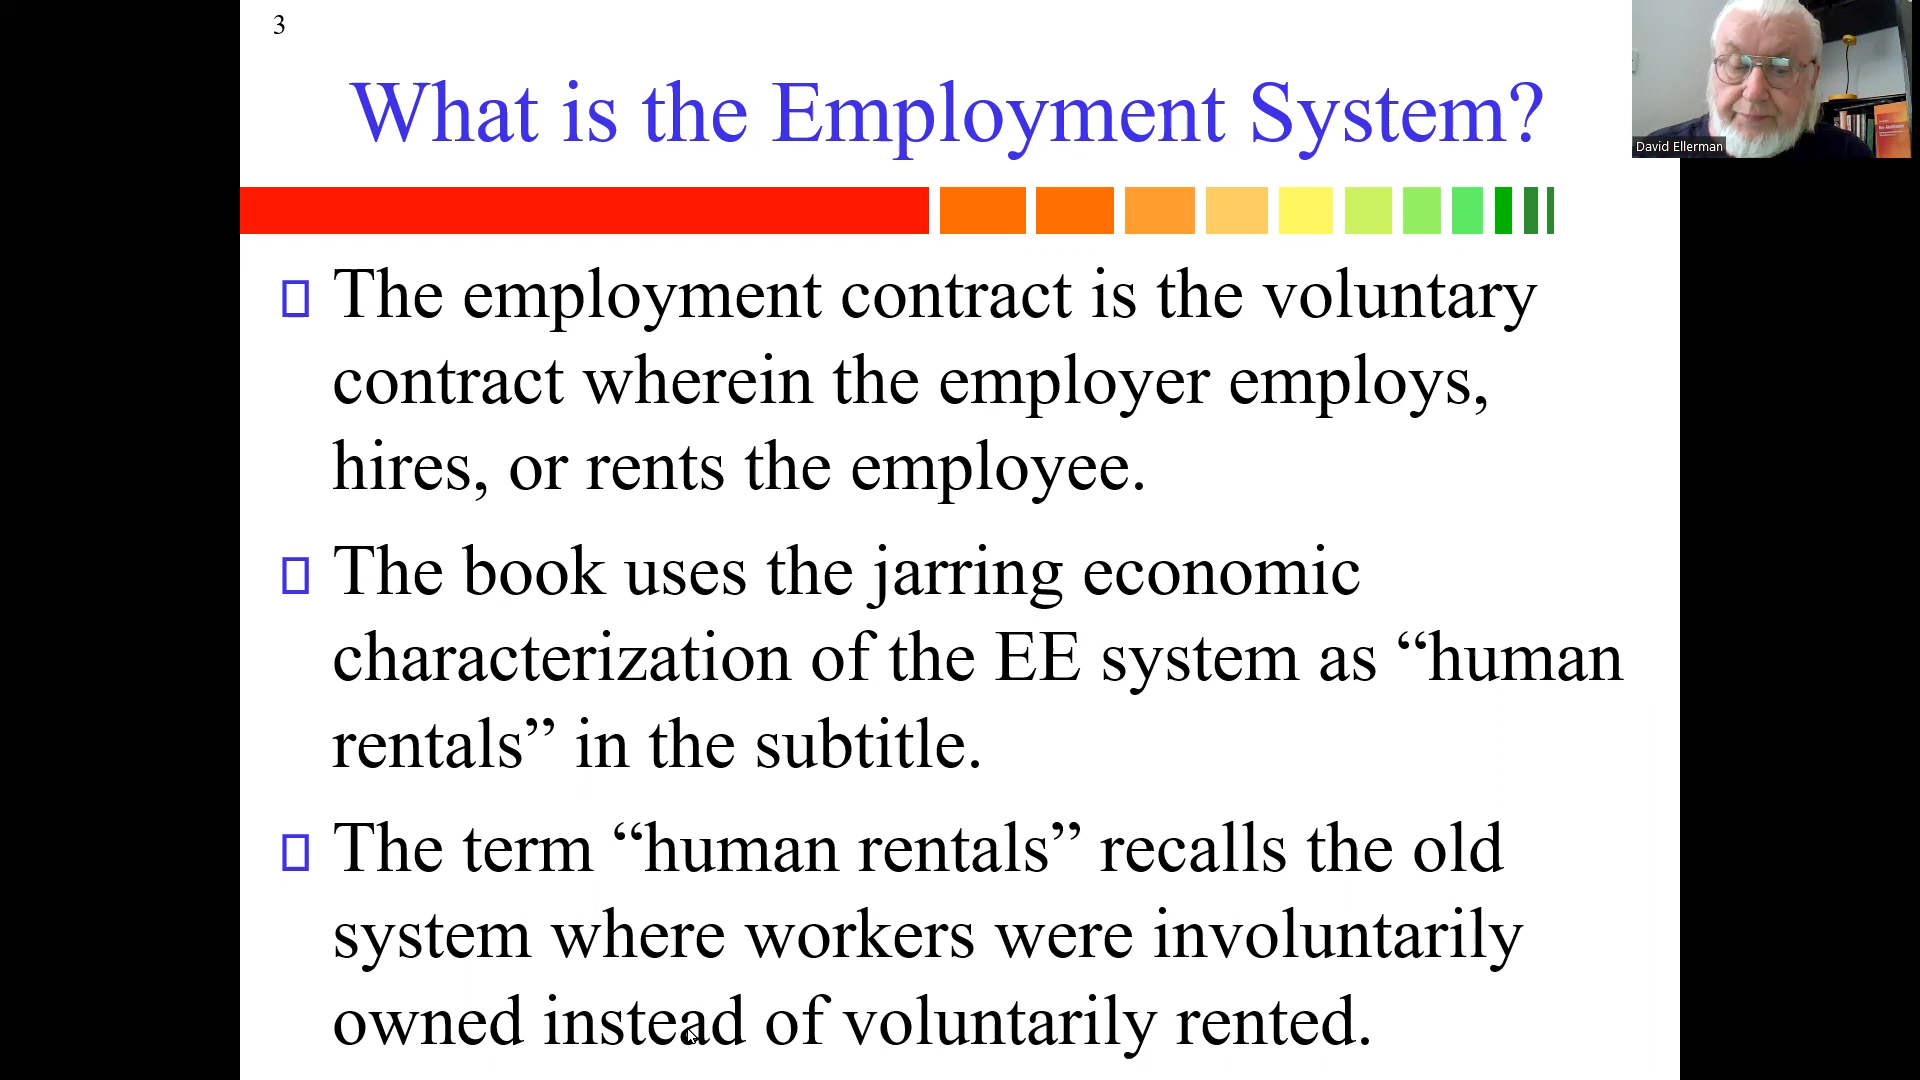 3
What is the Employment System?
David Ellerman
The employment contract is the voluntary
contract wherein the employer employs,
hires, or rents the employee.
The book uses the jarring economic
characterization of the EE system as “human
rentals” in the subtitle.
The term “human rentals” recalls the old
system where workers were involuntarily
owned instead of voluntarily rented.